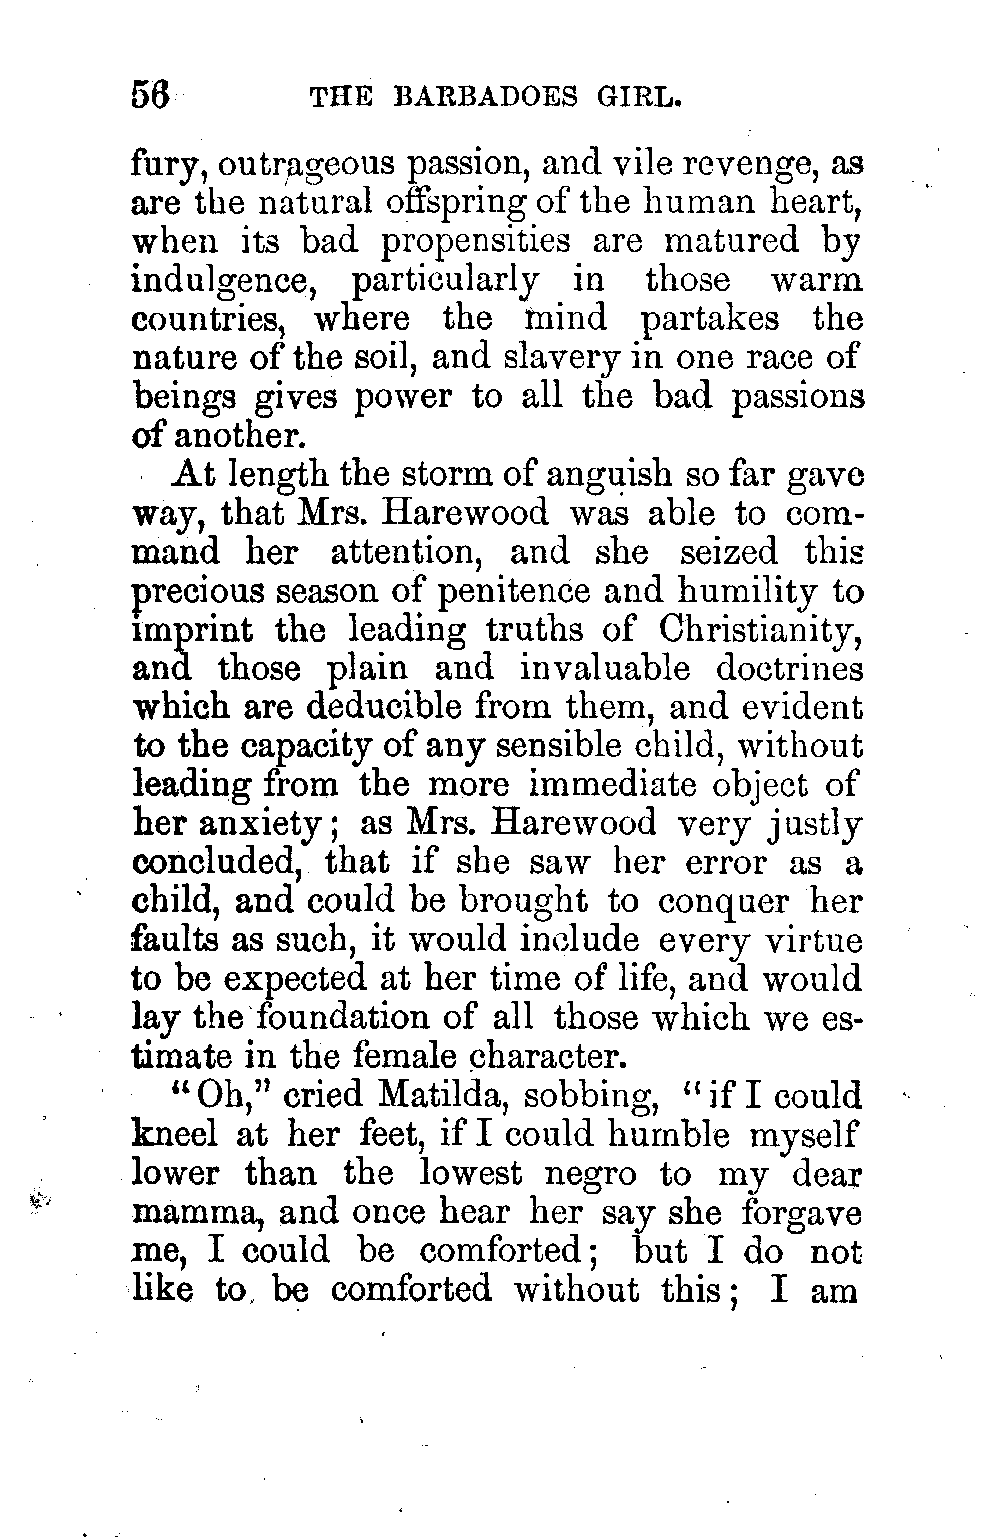 56 THE BARBADOES GIRL.
fury, outrageous passion, and vile revenge, as
are the natural offspring of the human heart,
when its bad propensities are matured by
indulgence, particularly in those warm
countries, where the mind partakes the
nature of the soil, and slavery in one race of
beings gives power to all the bad passions
of another.
At length the storm of anguish so far gave
way, that Mrs. Harewood was able to com-
mand her attention, and she seized this
precious season of penitence and humility to
imprint the leading truths of Christianity,
and those plain and invaluable doctrines
which are deducible from them, and evident
to the capacity of any sensible child, without
leading from the more immediate object of
her anxiety; as Mrs. Harewood very justly
concluded, that if she saw her error as a
child, and could be brought to conquer her
faults as such, it would include every virtue
to be expected at her time of life, and would
lay the foundation of all those which we es-
timate in the female character.
"Oh," cried Matilda, sobbing, "if I could
kneel at her feet, if I could humble myself
lower than the lowest negro to my dear
mamma, and once hear her say she forgave
me, I could be comforted; but I do not
like to be comforted without this; I am